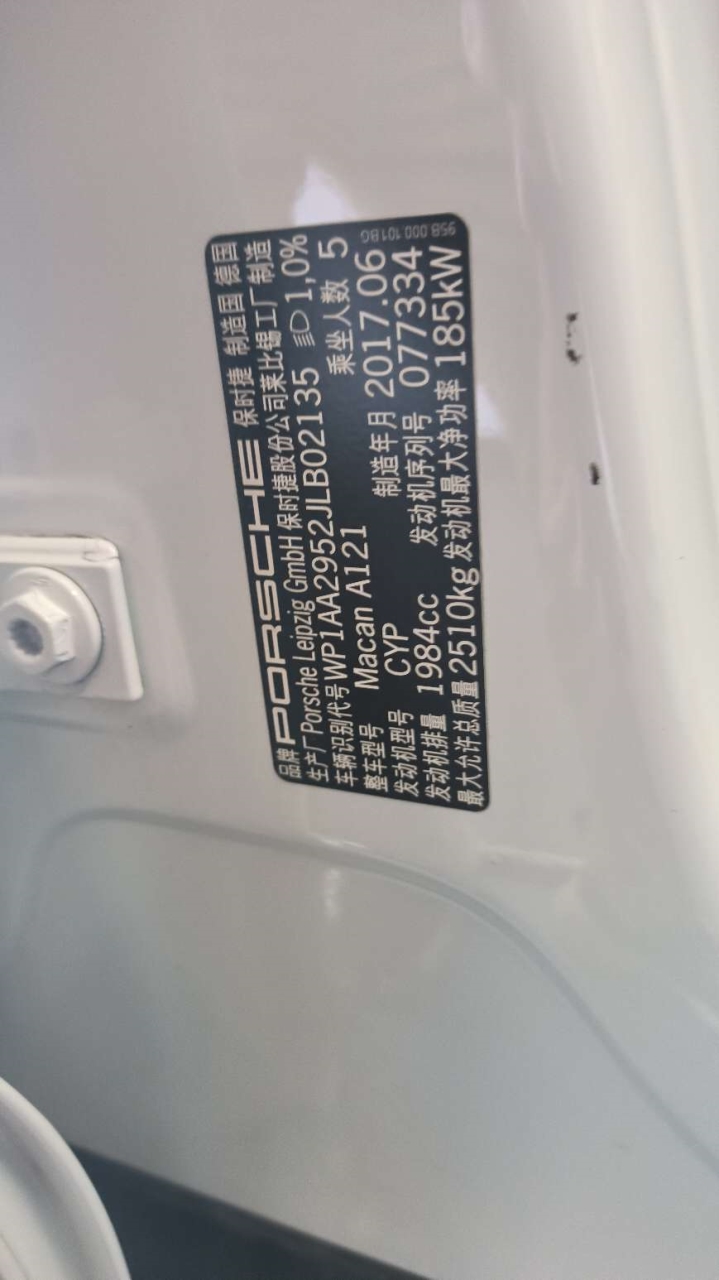 958.000.101BG
品牌 PORSCHE 保时捷 制造国 德国
生产厂 Porsche Leipzig GmbH 保时捷股份公司莱比锡工厂 制造
车辆识别代号 WP1AA2952JLB02135 1,0%
整车型号 Macan A121 乘坐人数 5
发动机型号 CYP 制造年月 2017.06
发动机排量 1984cc 发动机序列号 077334
最大允许总质量 2510kg 发动机最大净功率 185kW